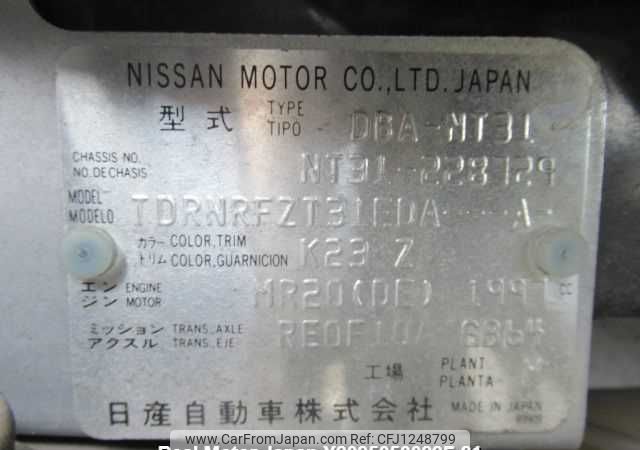 NISSAN MOTOR CO.,LTD. JAPAN
型式 TYPE TIPO DBA-NT31
CHASSIS NO. NO. DE CHASIS NT31-228729
MODEL MODELO TDRNRFZT31EDA-----A-
カラー COLOR,TRIM
トリム COLOR,GUARNICION K23 Z
エンジン ENGINE MOTOR MR20(DE) 1997 cc
ミッション TRANS.,AXLE
アクスル TRANS.,EJE RE0F10A GB64
工場 PLANT PLANTA
日産自動車株式会社 MADE IN JAPAN
www.CarFromJapan.com CFJ1248799